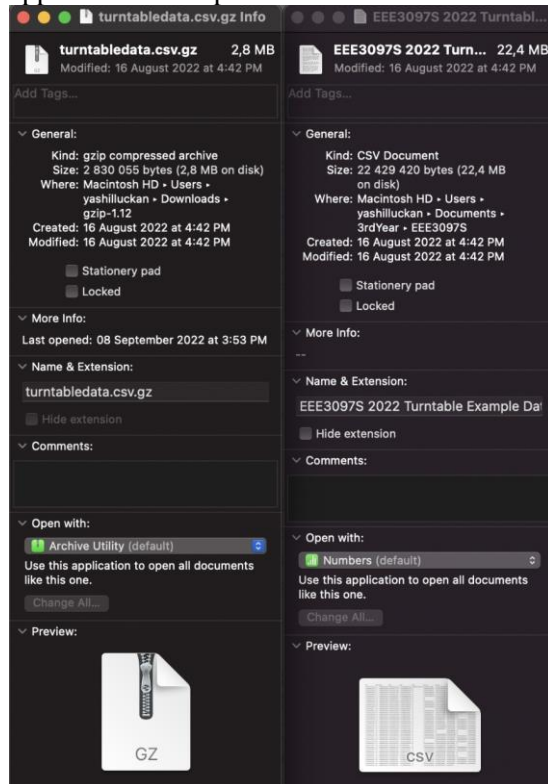 turntabledata.csv.gz Info
turntabledata.csv.gz 2,8 MB
Modified: 16 August 2022 at 4:42 PM
Add Tags...
General:
Kind: gzip compressed archive
Size: 2 830 055 bytes (2,8 MB on disk)
Where: Macintosh HD ▸ Users ▸
yashilluckan ▸ Downloads ▸
gzip-1.12
Created: 16 August 2022 at 4:42 PM
Modified: 16 August 2022 at 4:42 PM
Stationery pad
Locked
More Info:
Last opened: 08 September 2022 at 3:53 PM
Name & Extension:
turntabledata.csv.gz
Hide extension
Comments:
Open with:
Archive Utility (default)
Use this application to open all documents
like this one.
Change All...
Preview:
GZ
EEE3097S 2022 Turntabl...
EEE3097S 2022 Turn... 22,4 MB
Modified: 16 August 2022 at 4:42 PM
Add Tags...
General:
Kind: CSV Document
Size: 22 429 420 bytes (22,4 MB
on disk)
Where: Macintosh HD ▸ Users ▸
yashilluckan ▸ Documents ▸
3rdYear ▸ EEE3097S
Created: 16 August 2022 at 4:42 PM
Modified: 16 August 2022 at 4:42 PM
Stationery pad
Locked
More Info:
--
Name & Extension:
EEE3097S 2022 Turntable Example Dat
Hide extension
Comments:
Open with:
Numbers (default)
Use this application to open all documents
like this one.
Change All...
Preview:
CSV